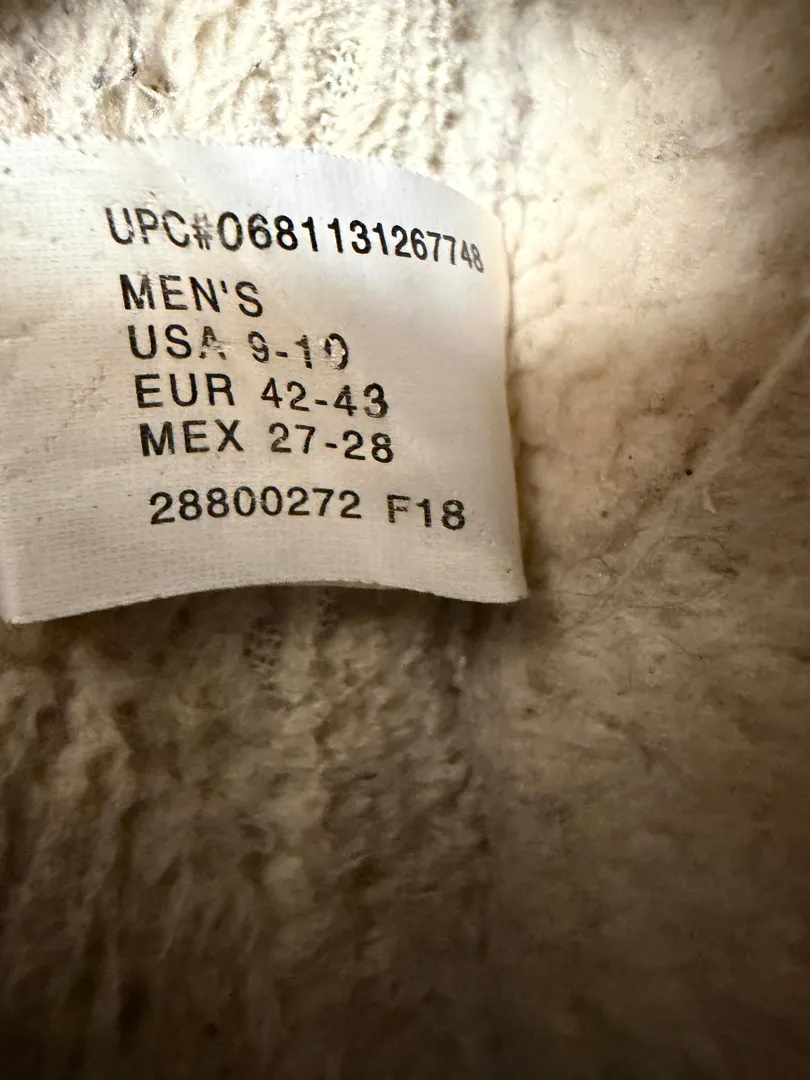 UPC#0681131267748
MEN'S
USA 9-10
EUR 42-43
MEX 27-28
28800272 F18